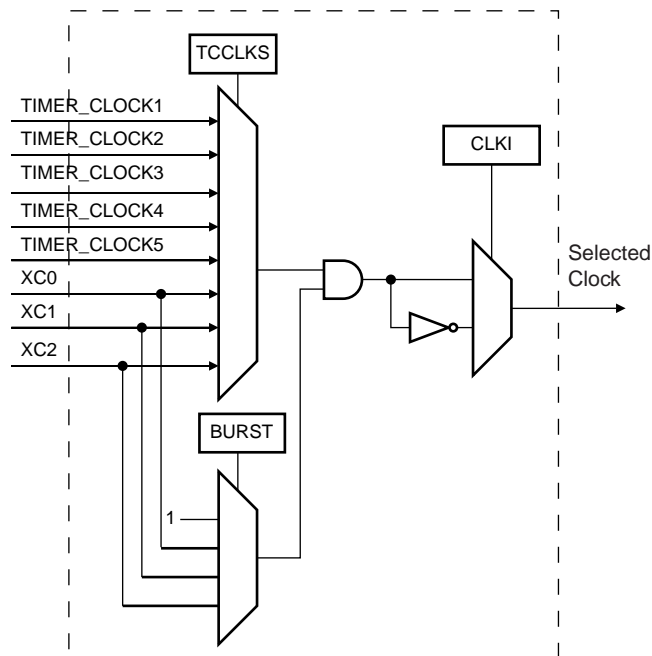 TCCLKS
TIMER_CLOCK1
TIMER_CLOCK2
TIMER_CLOCK3
TIMER_CLOCK4
TIMER_CLOCK5
XC0
XC1
XC2
CLKI
Selected
Clock
BURST
1